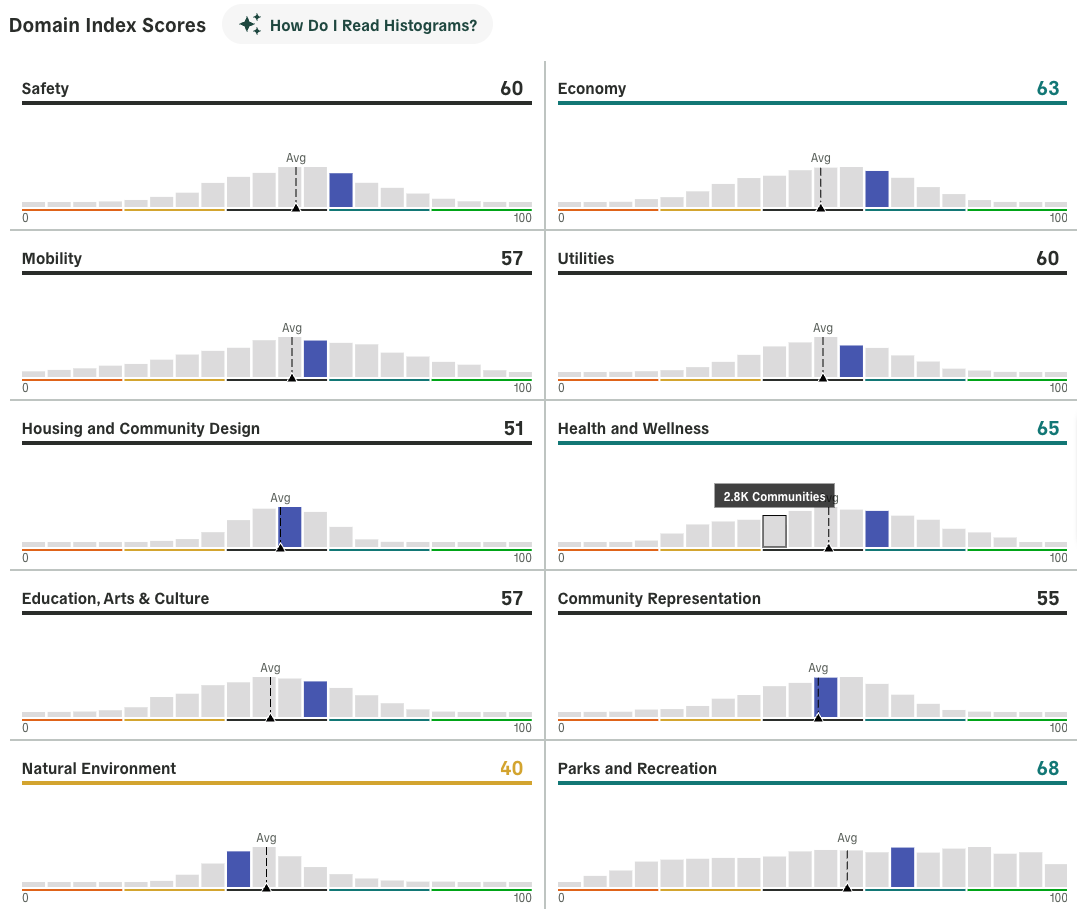 Domain Index Scores
How Do I Read Histograms?
Safety 60
Avg
0 100
Economy 63
Avg
0 100
Mobility 57
Avg
0 100
Utilities 60
Avg
0 100
Housing and Community Design 51
Avg
0 100
Health and Wellness 65
2.8K Communities
0 100
Education, Arts & Culture 57
Avg
0 100
Community Representation 55
Avg
0 100
Natural Environment 40
Avg
0 100
Parks and Recreation 68
Avg
0 100